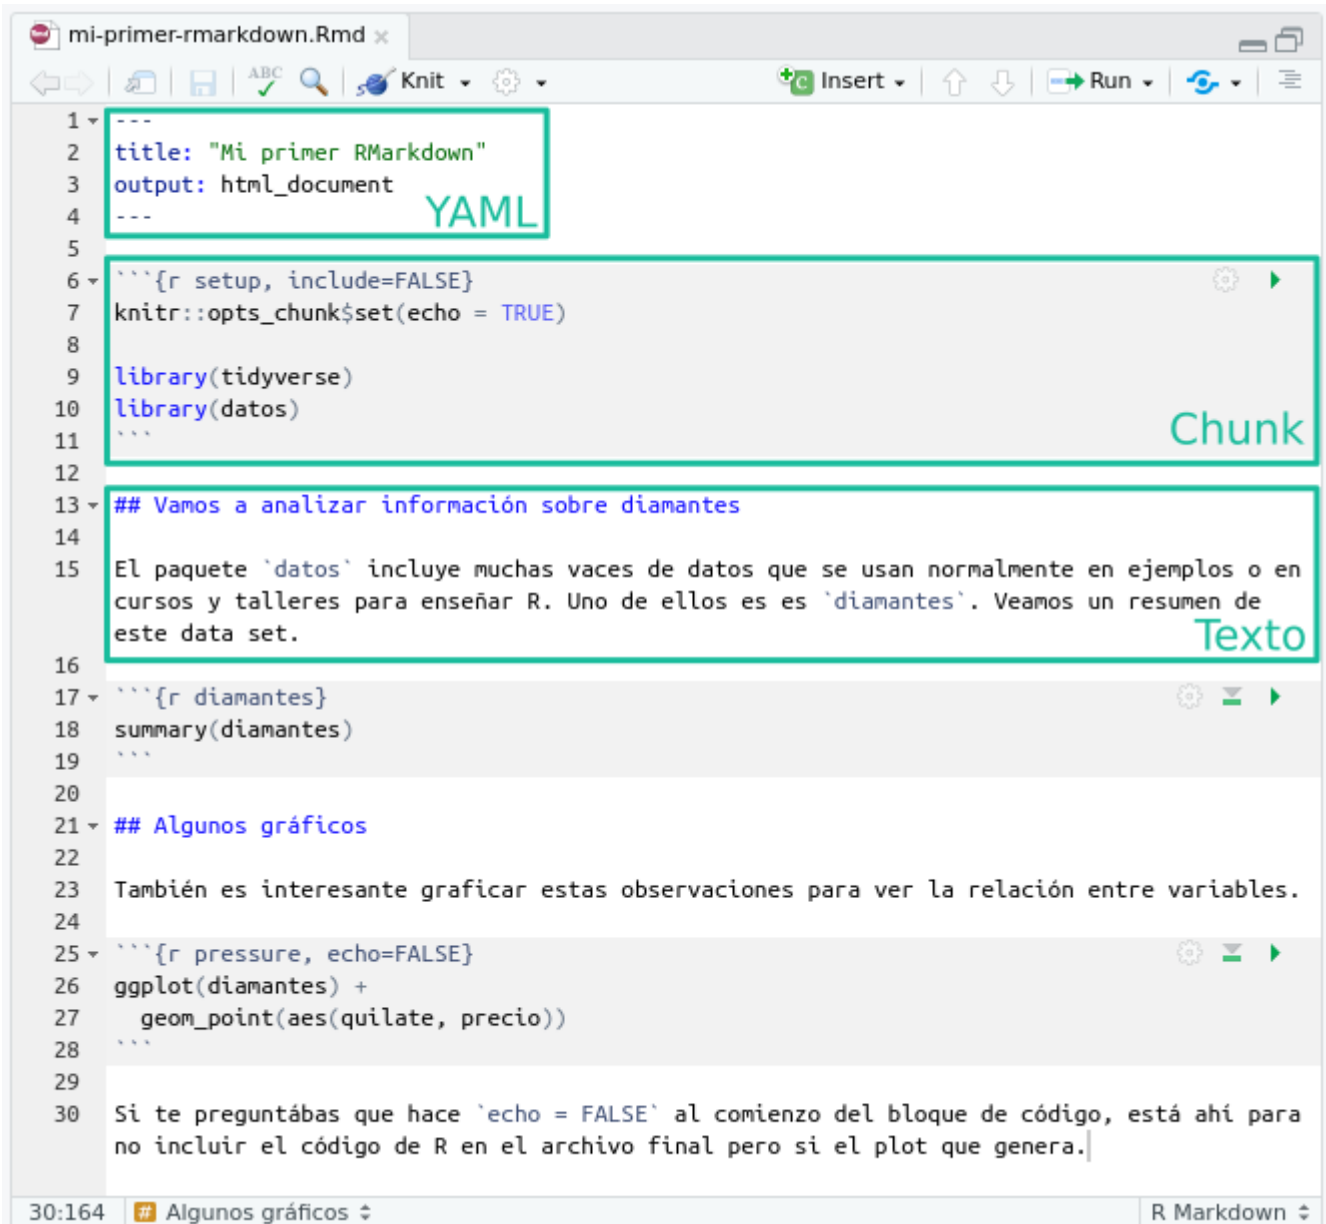 mi-primer-rmarkdown.Rmd ×
ABC Knit Insert Run
1 ---
2 title: "Mi primer RMarkdown"
3 output: html_document
4 ---
YAML
5
6 ```{r setup, include=FALSE}
7 knitr::opts_chunk$set(echo = TRUE)
8
9 library(tidyverse)
10 library(datos)
11 ```
Chunk
12
13 ## Vamos a analizar información sobre diamantes
14
15 El paquete `datos` incluye muchas vaces de datos que se usan normalmente en ejemplos o en
cursos y talleres para enseñar R. Uno de ellos es es `diamantes`. Veamos un resumen de
este data set.
Texto
16
17 ```{r diamantes}
18 summary(diamantes)
19 ```
20
21 ## Algunos gráficos
22
23 También es interesante graficar estas observaciones para ver la relación entre variables.
24
25 ```{r pressure, echo=FALSE}
26 ggplot(diamantes) +
27   geom_point(aes(quilate, precio))
28 ```
29
30 Si te preguntábas que hace `echo = FALSE` al comienzo del bloque de código, está ahí para
no incluir el código de R en el archivo final pero si el plot que genera.
30:164 # Algunos gráficos R Markdown